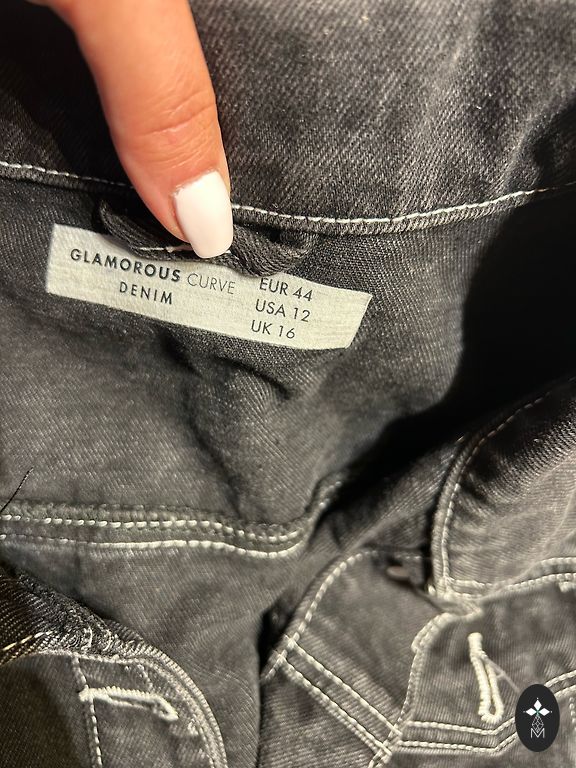 GLAMOROUS CURVE
DENIM
EUR 44
USA 12
UK 16
M